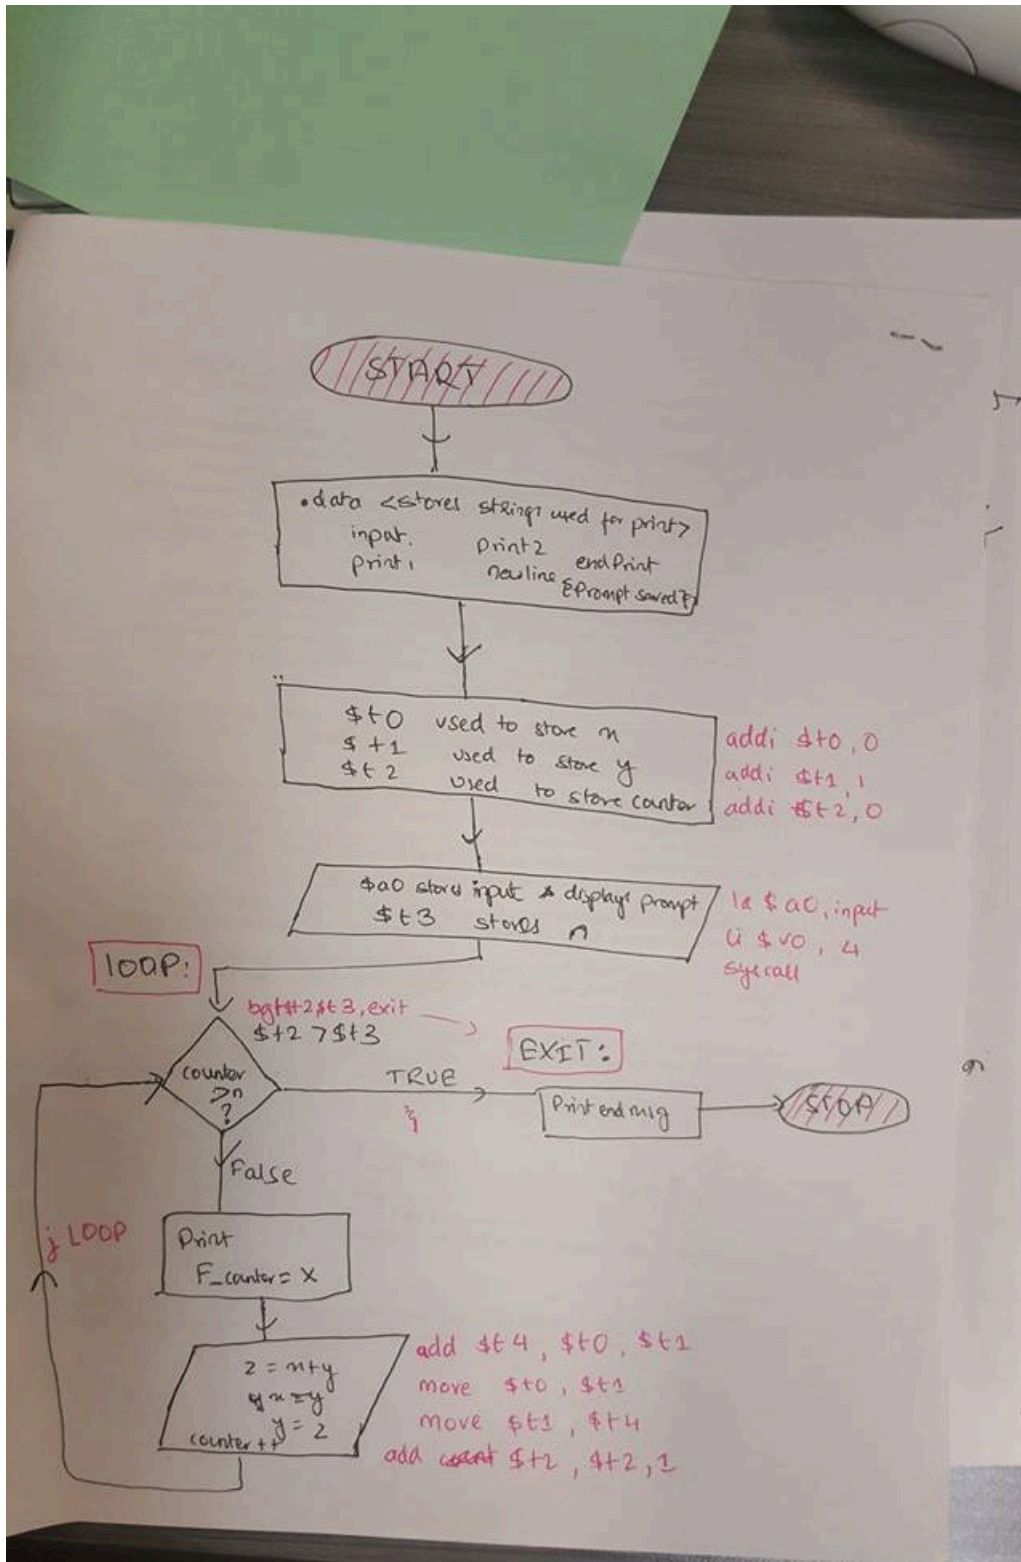 START
.data <stores strings used for print>
input. Print2 endPrint
print1 newline {Prompt saved}
$t0 used to store x
$t1 used to store y
$t2 used to store counter
addi $t0, 0
addi $t1, 1
addi $t2, 0
$a0 stores input & displays prompt
$t3 stores n
la $a0, input
li $v0, 4
syscall
LOOP:
bgt $t2, $t3, exit
$t2 > $t3
counter
>n
?
TRUE
EXIT:
Print end msg
STOP
False
j LOOP
Print
F_counter = X
z = x+y
x = y
y = z
counter++
add $t4, $t0, $t1
move $t0, $t1
move $t1, $t4
add $t2, $t2, 1